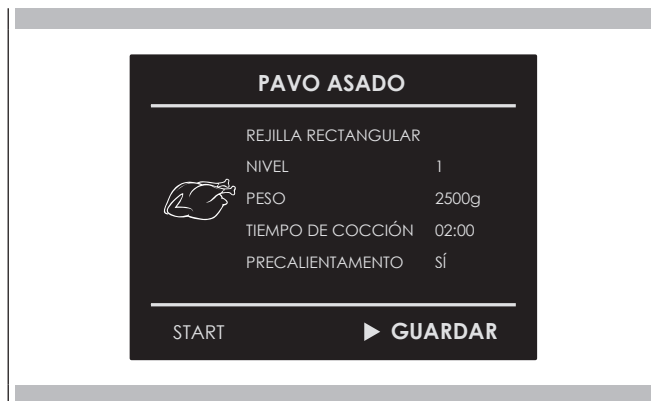 PAVO ASADO
REJILLA RECTANGULAR
NIVEL 1
PESO 2500g
TIEMPO DE COCCIÓN 02:00
PRECALIENTAMENTO SÍ
START ▶ GUARDAR